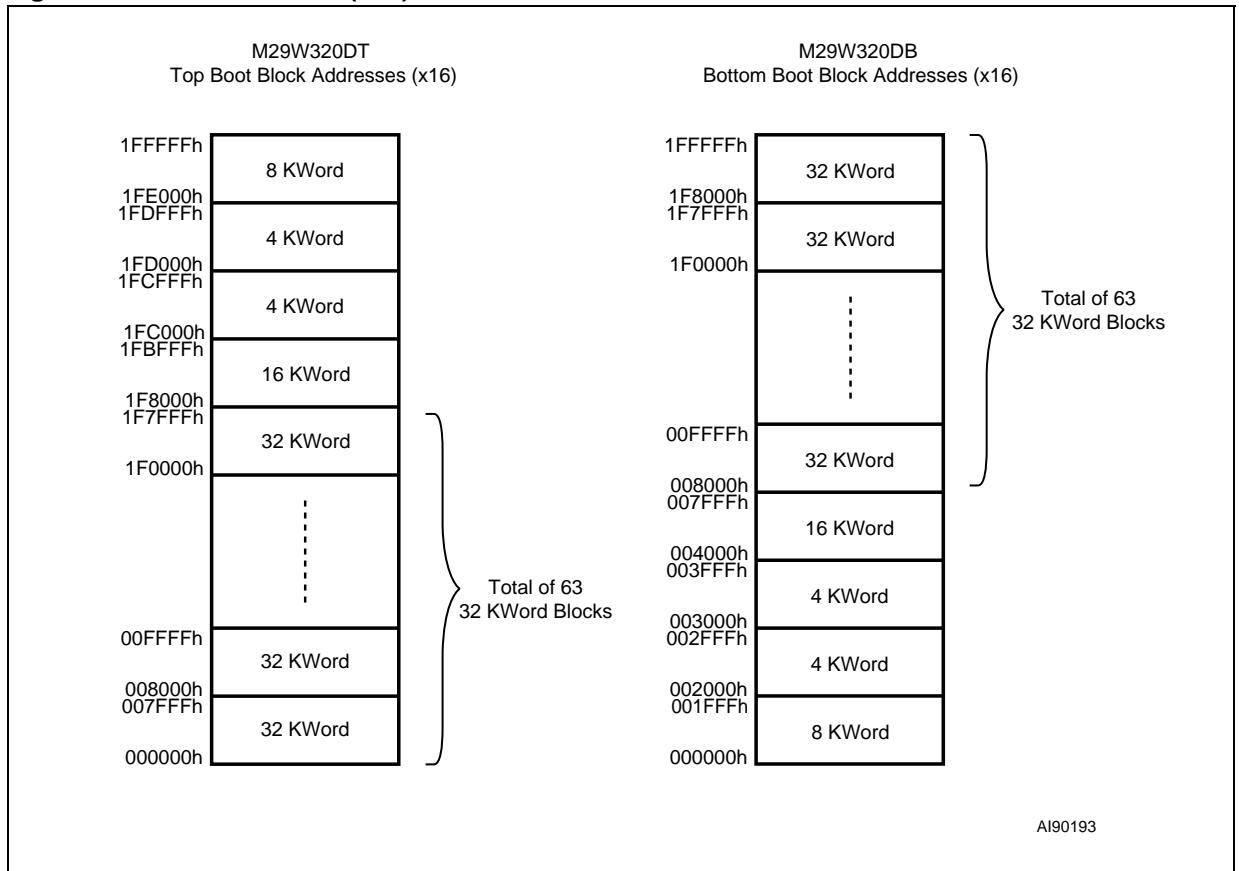 M29W320DT
Top Boot Block Addresses (x16)
1FFFFFh
8 KWord
1FE000h
1FDFFFh
4 KWord
1FD000h
1FCFFFh
4 KWord
1FC000h
1FBFFFh
16 KWord
1F8000h
1F7FFFh
32 KWord
1F0000h
Total of 63
32 KWord Blocks
00FFFFh
32 KWord
008000h
007FFFh
32 KWord
000000h
M29W320DB
Bottom Boot Block Addresses (x16)
1FFFFFh
32 KWord
1F8000h
1F7FFFh
32 KWord
1F0000h
Total of 63
32 KWord Blocks
00FFFFh
32 KWord
008000h
007FFFh
16 KWord
004000h
003FFFh
4 KWord
003000h
002FFFh
4 KWord
002000h
001FFFh
8 KWord
000000h
AI90193